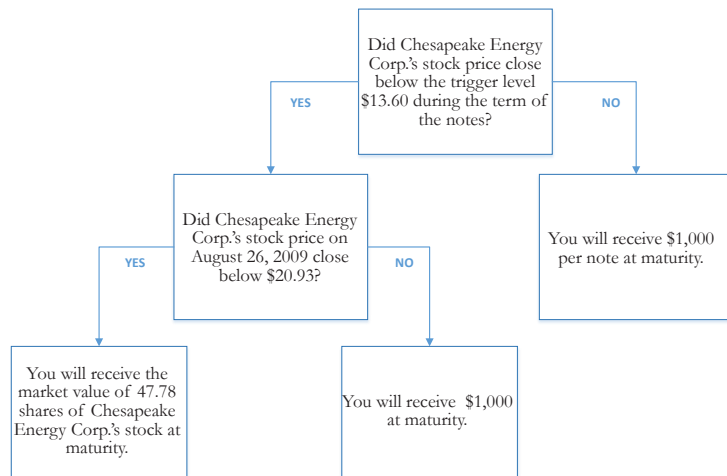 Did Chesapeake Energy
Corp.'s stock price close
below the trigger level
$13.60 during the term of
the notes?
YES
NO
Did Chesapeake Energy
Corp.'s stock price on
August 26, 2009 close
below $20.93?
You will receive $1,000
per note at maturity.
YES
NO
You will receive the
market value of 47.78
shares of Chesapeake
Energy Corp.'s stock at
maturity.
You will receive $1,000
at maturity.